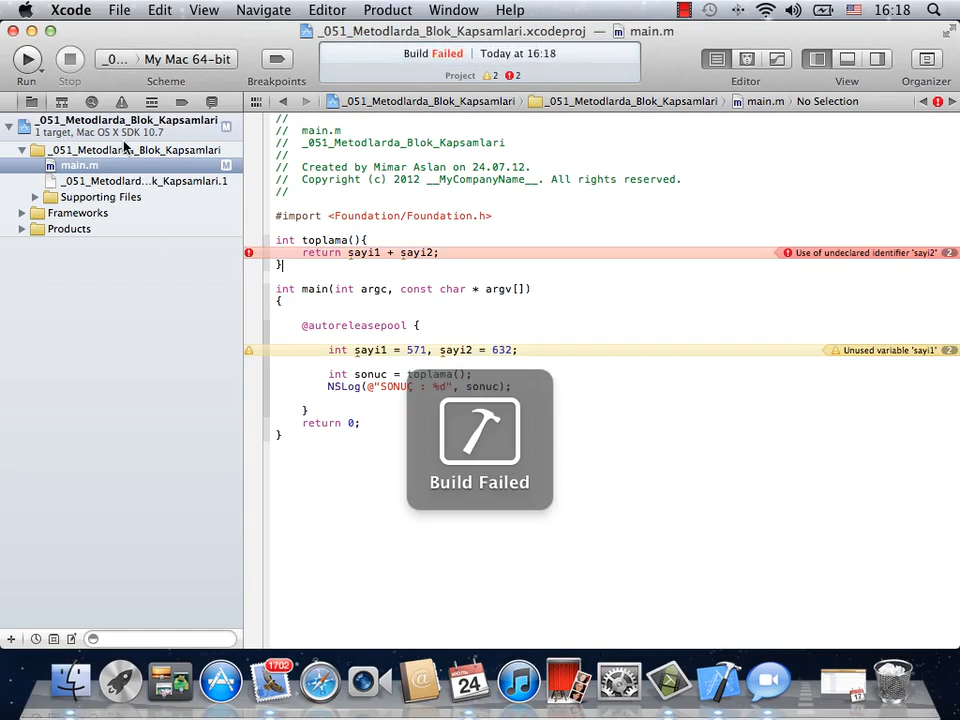 Xcode File Edit View Navigate Editor Product Window Help 16:18
_051_Metodlarda_Blok_Kapsamlari.xcodeproj — main.m
Run Stop _0... My Mac 64-bit Scheme Breakpoints
Build Failed Today at 16:18
Project 2 2
Editor View Organizer
_051_Metodlarda_Blok_Kapsamlari _051_Metodlarda_Blok_Kapsamlari main.m No Selection
_051_Metodlarda_Blok_Kapsamlari M
1 target, Mac OS X SDK 10.7
_051_Metodlarda_Blok_Kapsamlari
main.m M
_051_Metodlard...k_Kapsamlari.1
Supporting Files
Frameworks
Products
//
// main.m
// _051_Metodlarda_Blok_Kapsamlari
//
// Created by Mimar Aslan on 24.07.12.
// Copyright (c) 2012 __MyCompanyName__. All rights reserved.
//
#import <Foundation/Foundation.h>
int toplama(){
return sayi1 + sayi2; Use of undeclared identifier 'sayi2' 2
}
int main(int argc, const char * argv[])
{
@autoreleasepool {
int sayi1 = 571, sayi2 = 632; Unused variable 'sayi1' 2
int sonuc = toplama();
NSLog(@"SONUÇ : %d", sonuc);
}
return 0;
}
Build Failed
1702
24
17